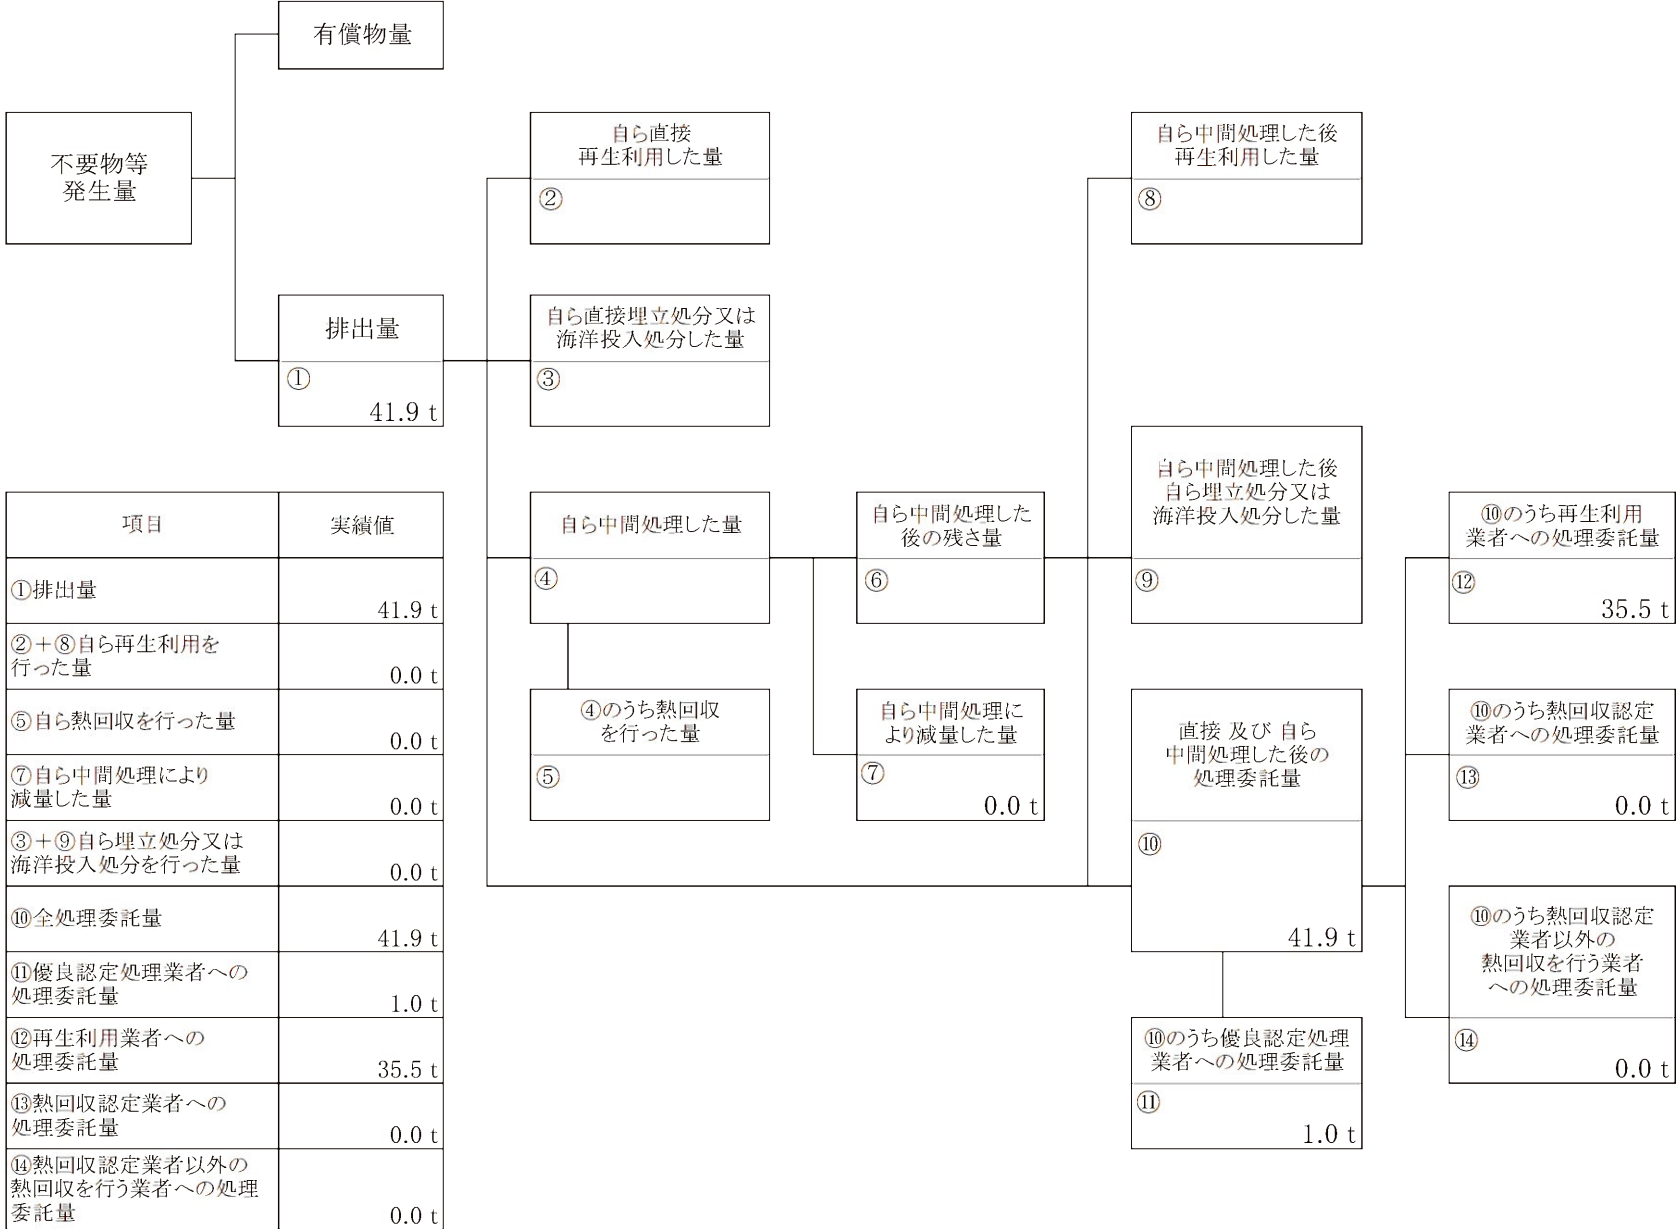 有償物量
不要物等
発生量
自ら直接
再生利用した量
②
自ら中間処理した後
再生利用した量
⑧
排出量
①
41.9 t
自ら直接埋立処分又は
海洋投入処分した量
③
自ら中間処理した量
④
自ら中間処理した
後の残さ量
⑥
自ら中間処理した後
自ら埋立処分又は
海洋投入処分した量
⑨
⑩のうち再生利用
業者への処理委託量
⑫
35.5 t
④のうち熱回収
を行った量
⑤
自ら中間処理に
より減量した量
⑦
0.0 t
直接 及び 自ら
中間処理した後の
処理委託量
⑩
41.9 t
⑩のうち熱回収認定
業者への処理委託量
⑬
0.0 t
⑩のうち熱回収認定
業者以外の
熱回収を行う業者
への処理委託量
⑭
0.0 t
⑩のうち優良認定処理
業者への処理委託量
⑪
1.0 t
項目
実績値
①排出量
41.9 t
②＋⑧自ら再生利用を
行った量
0.0 t
⑤自ら熱回収を行った量
0.0 t
⑦自ら中間処理により
減量した量
0.0 t
③＋⑨自ら埋立処分又は
海洋投入処分を行った量
0.0 t
⑩全処理委託量
41.9 t
⑪優良認定処理業者への
処理委託量
1.0 t
⑫再生利用業者への
処理委託量
35.5 t
⑬熱回収認定業者への
処理委託量
0.0 t
⑭熱回収認定業者以外の
熱回収を行う業者への処理
委託量
0.0 t